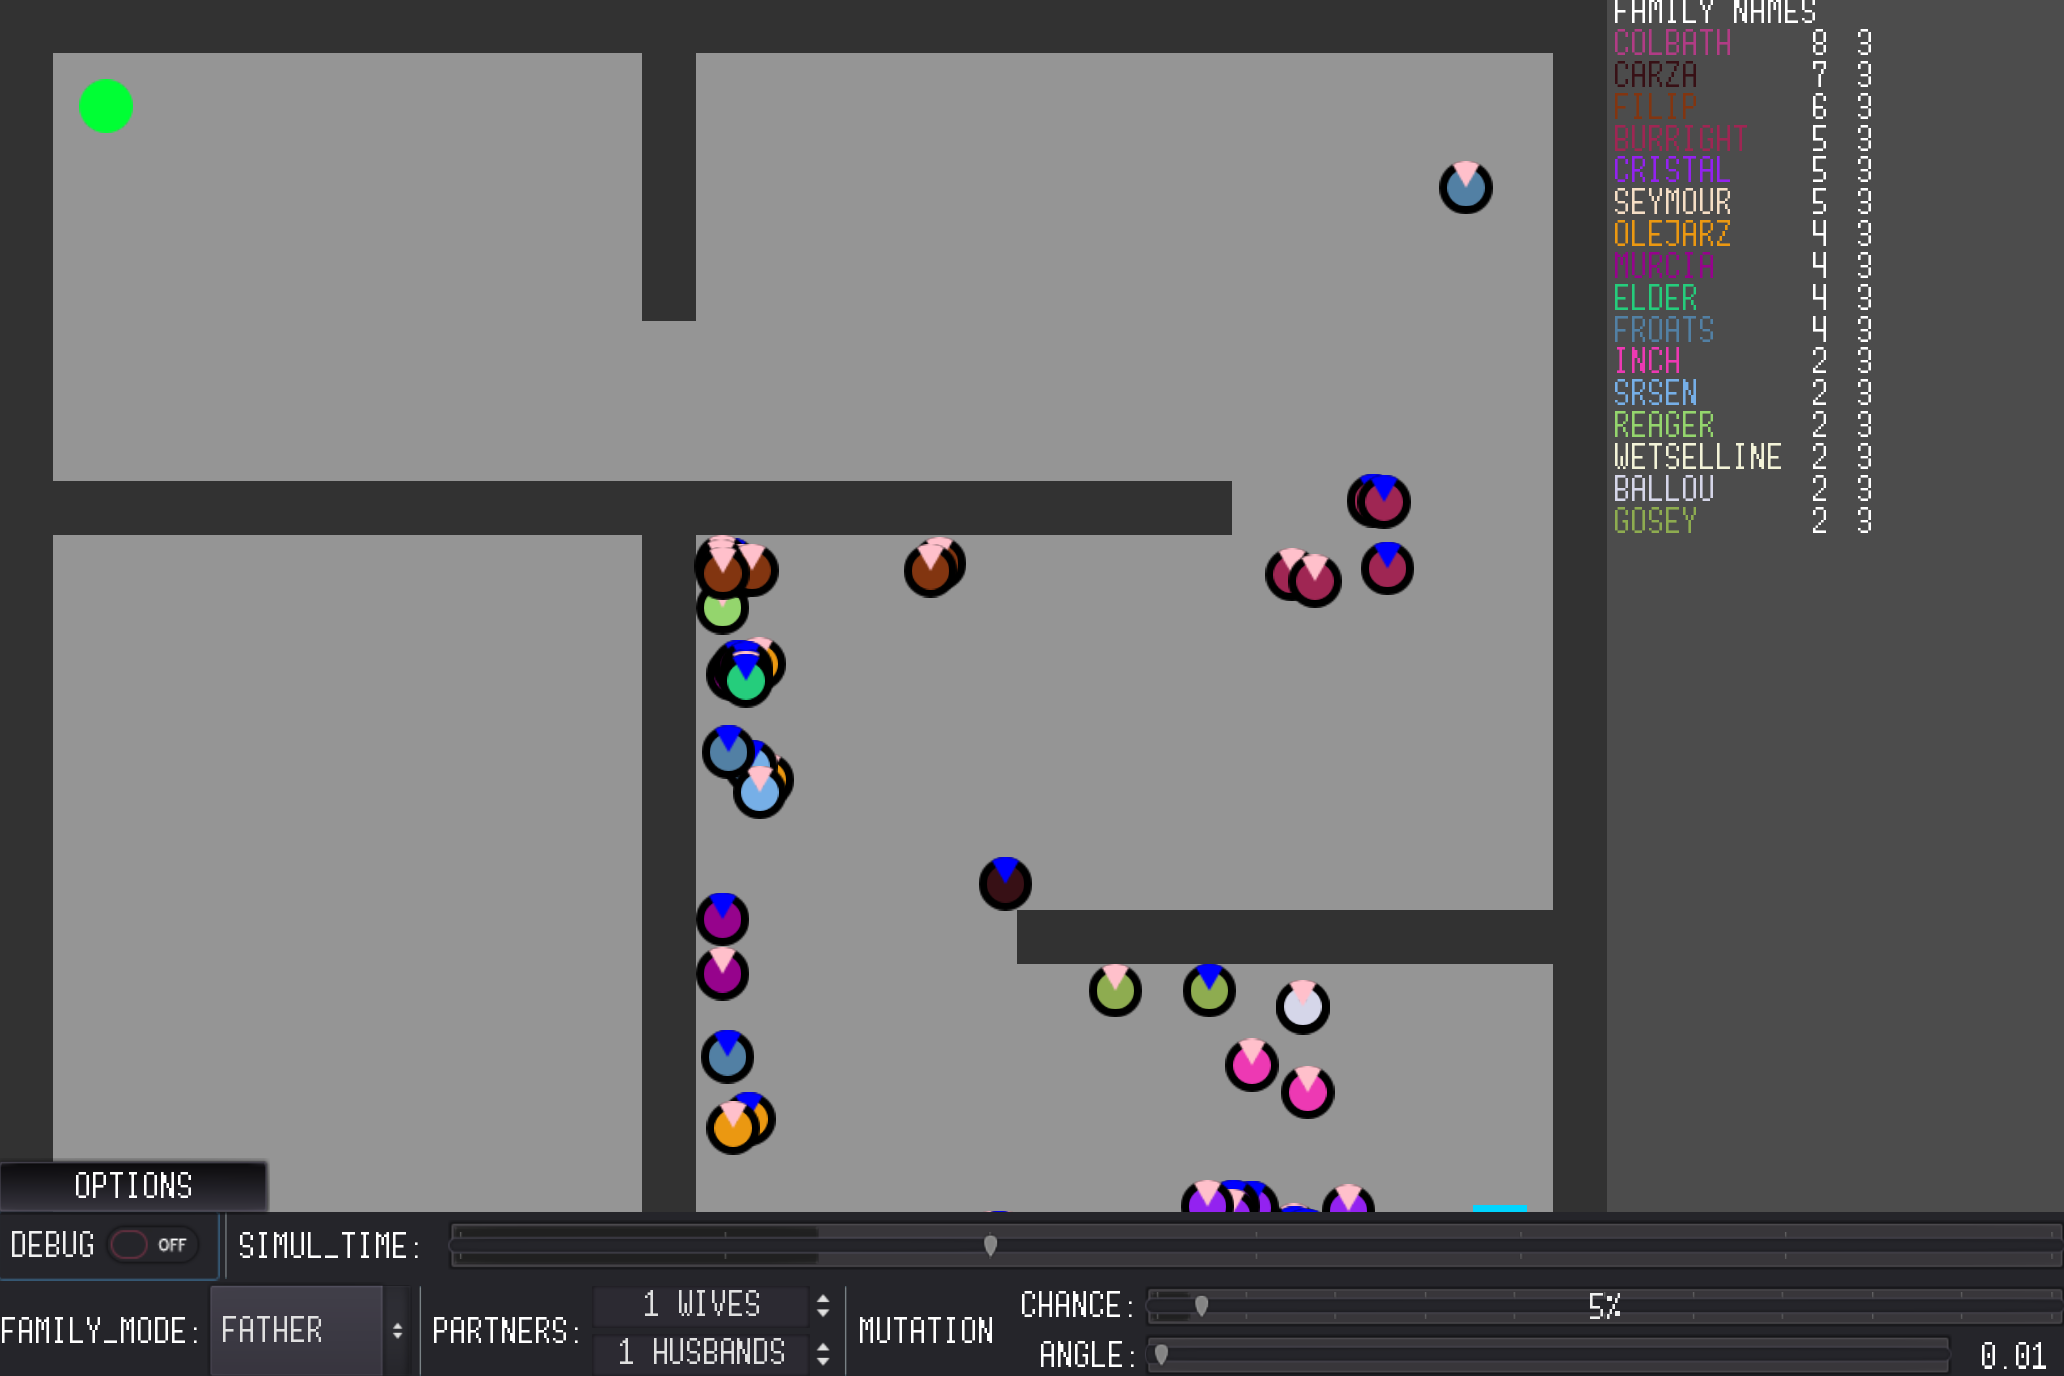 FAMILY NAMES
COLBATH 8 3
CARZA 7 3
FILIP 6 3
BURRIGHT 5 3
CRISTAL 5 3
SEYMOUR 5 3
OLEJARZ 4 3
MURCIA 4 3
ELDER 4 3
FROATS 4 3
INCH 2 3
SRSEN 2 3
REAGER 2 3
WETSELLINE 2 3
BALLOU 2 3
GOSEY 2 3
OPTIONS
DEBUG OFF SIMUL_TIME:
FAMILY_MODE: FATHER PARTNERS: 1 WIVES
1 HUSBANDS
MUTATION CHANCE: 5%
ANGLE: 0.01